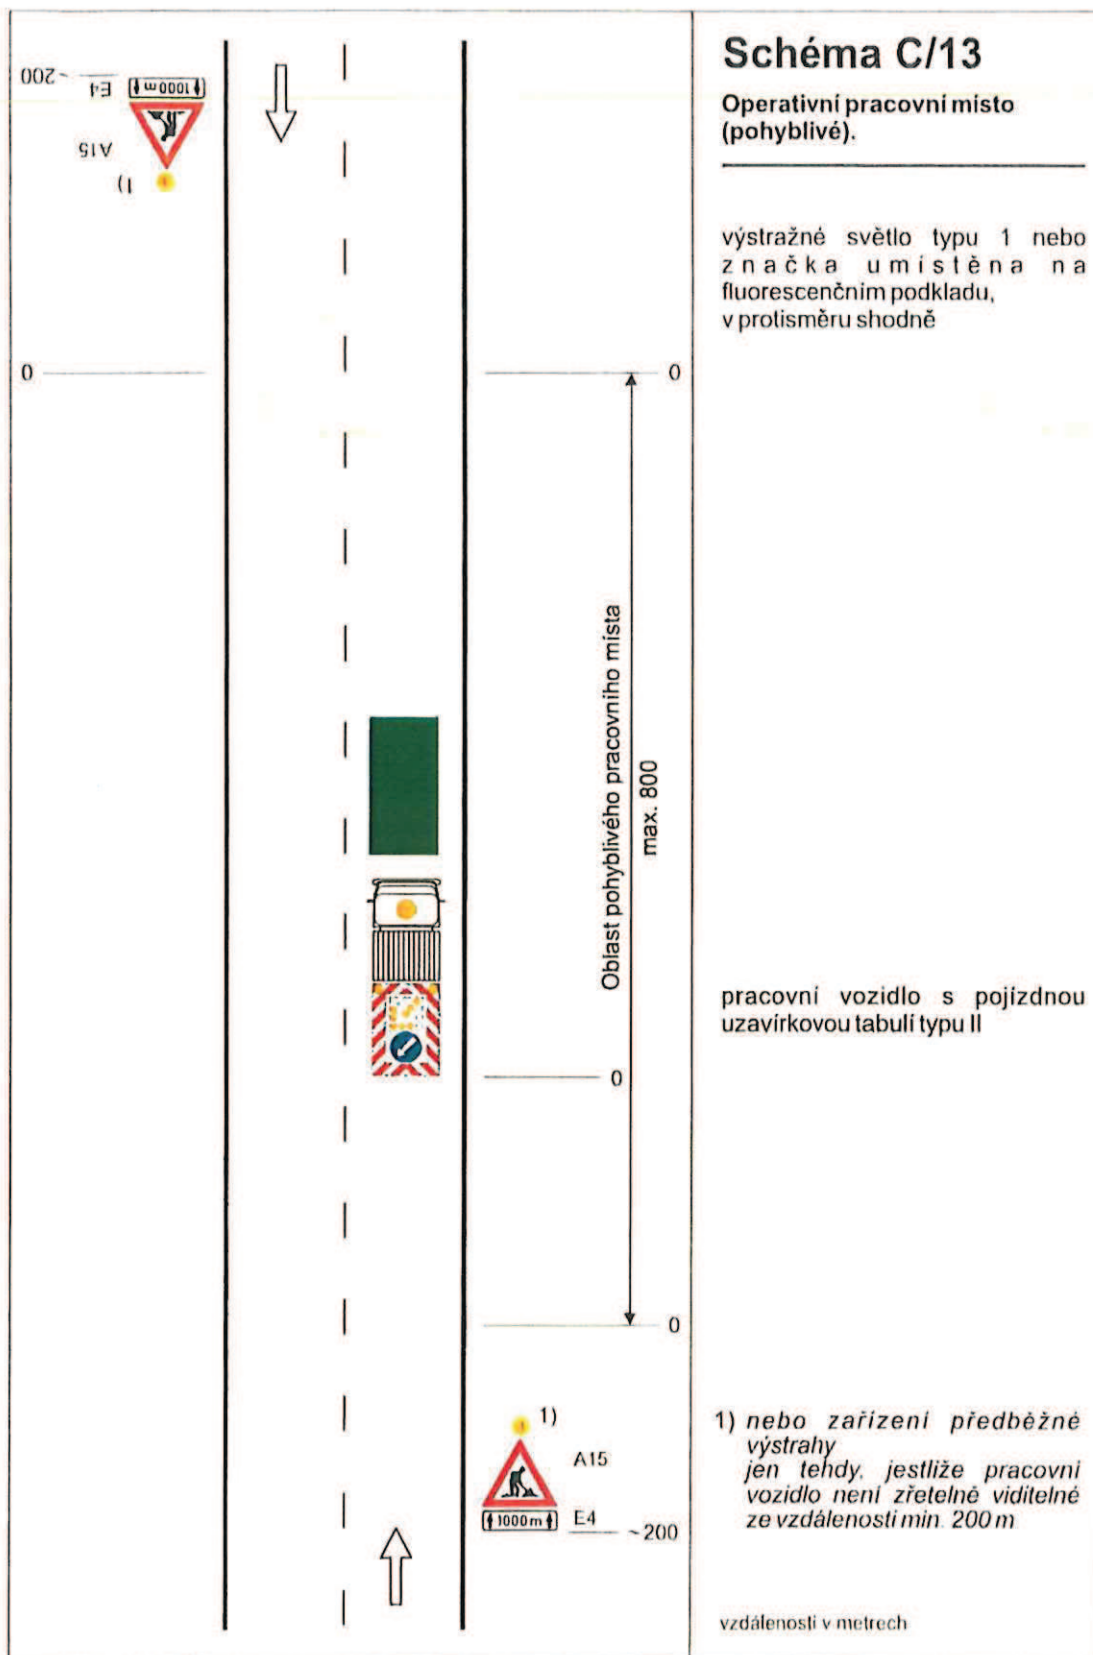 Schéma C/13
Operativní pracovní místo
(pohyblivé).
výstražné světlo typu 1 nebo
značka umístěna na
fluorescenčním podkladu,
v protisměru shodně
200 ~
E4
1000 m
A15
1)
0
0
Oblast pohyblivého pracovního místa
max. 800
pracovní vozidlo s pojízdnou
uzavírkovou tabulí typu II
0
0
1)
A15
1000 m
E4
~200
1) nebo zařízení předběžné
výstrahy
jen tehdy, jestliže pracovní
vozidlo není zřetelně viditelné
ze vzdálenosti min. 200 m
vzdálenosti v metrech